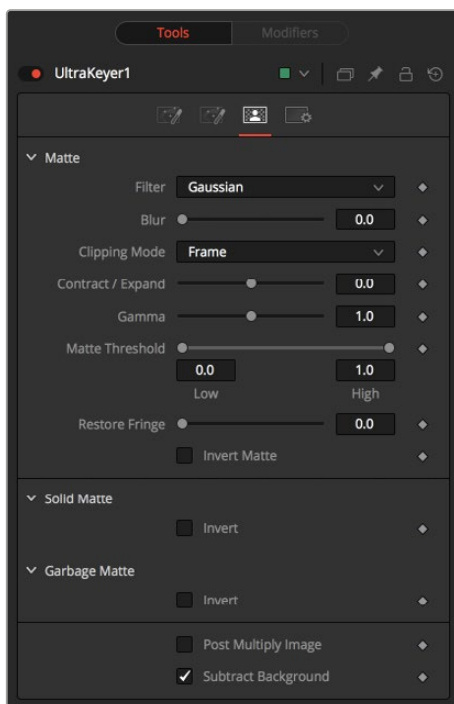 Tools Modifiers
UltraKeyer1
Matte
Filter Gaussian
Blur 0.0
Clipping Mode Frame
Contract / Expand 0.0
Gamma 1.0
Matte Threshold
0.0 1.0
Low High
Restore Fringe 0.0
Invert Matte
Solid Matte
Invert
Garbage Matte
Invert
Post Multiply Image
Subtract Background